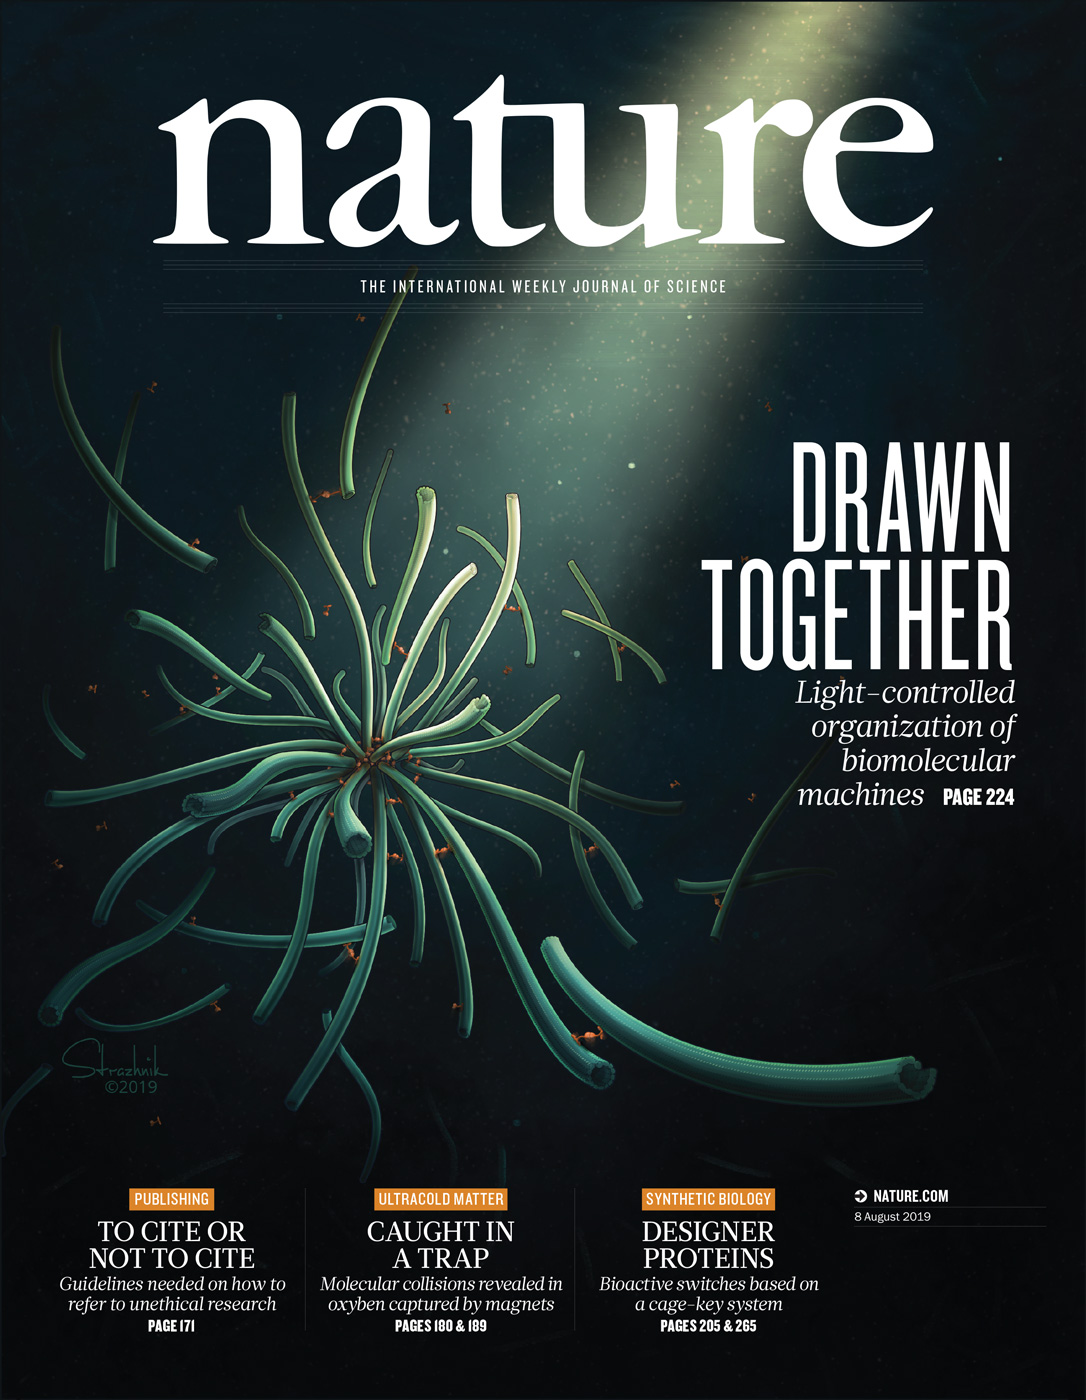 nature
THE INTERNATIONAL WEEKLY JOURNAL OF SCIENCE
DRAWN
TOGETHER
Light-controlled
organization of
biomolecular
machines PAGE 224
Strazhnik
©2019
PUBLISHING
TO CITE OR
NOT TO CITE
Guidelines needed on how to
refer to unethical research
PAGE 171
ULTRACOLD MATTER
CAUGHT IN
A TRAP
Molecular collisions revealed in
oxyben captured by magnets
PAGES 180 & 189
SYNTHETIC BIOLOGY
DESIGNER
PROTEINS
Bioactive switches based on
a cage-key system
PAGES 205 & 265
NATURE.COM
8 August 2019